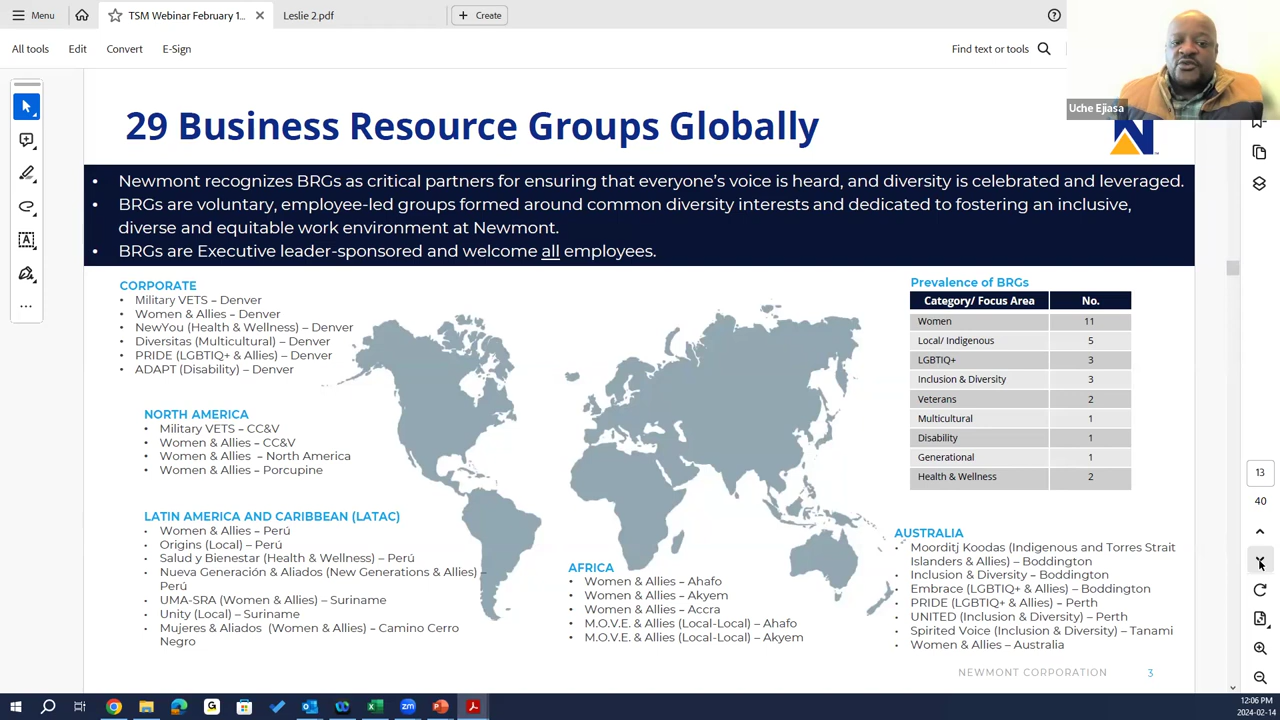 Menu
TSM Webinar February 1...
Leslie 2.pdf
Create
All tools
Edit
Convert
E-Sign
Find text or tools
Uche Ejiasa
29 Business Resource Groups Globally
N
• Newmont recognizes BRGs as critical partners for ensuring that everyone's voice is heard, and diversity is celebrated and leveraged.
• BRGs are voluntary, employee-led groups formed around common diversity interests and dedicated to fostering an inclusive,
diverse and equitable work environment at Newmont.
• BRGs are Executive leader-sponsored and welcome all employees.
CORPORATE
• Military VETS – Denver
• Women & Allies – Denver
• NewYou (Health & Wellness) – Denver
• Diversitas (Multicultural) – Denver
• PRIDE (LGBTIQ+ & Allies) – Denver
• ADAPT (Disability) – Denver
NORTH AMERICA
• Military VETS – CC&V
• Women & Allies – CC&V
• Women & Allies – North America
• Women & Allies – Porcupine
LATIN AMERICA AND CARIBBEAN (LATAC)
• Women & Allies – Perú
• Origins (Local) – Perú
• Salud y Bienestar (Health & Wellness) – Perú
• Nueva Generación & Aliados (New Generations & Allies) –
Perú
• UMA-SRA (Women & Allies) – Suriname
• Unity (Local) – Suriname
• Mujeres & Aliados (Women & Allies) – Camino Cerro
Negro
AFRICA
• Women & Allies – Ahafo
• Women & Allies – Akyem
• Women & Allies – Accra
• M.O.V.E. & Allies (Local-Local) – Ahafo
• M.O.V.E. & Allies (Local-Local) – Akyem
Prevalence of BRGs
Category/ Focus Area No.
Women 11
Local/ Indigenous 5
LGBTIQ+ 3
Inclusion & Diversity 3
Veterans 2
Multicultural 1
Disability 1
Generational 1
Health & Wellness 2
AUSTRALIA
• Moorditj Koodas (Indigenous and Torres Strait
Islanders & Allies) – Boddington
• Inclusion & Diversity – Boddington
• Embrace (LGBTIQ+ & Allies) – Boddington
• PRIDE (LGBTIQ+ & Allies) – Perth
• UNITED (Inclusion & Diversity) – Perth
• Spirited Voice (Inclusion & Diversity) – Tanami
• Women & Allies – Australia
NEWMONT CORPORATION 3
13
40
12:06 PM
2024-02-14